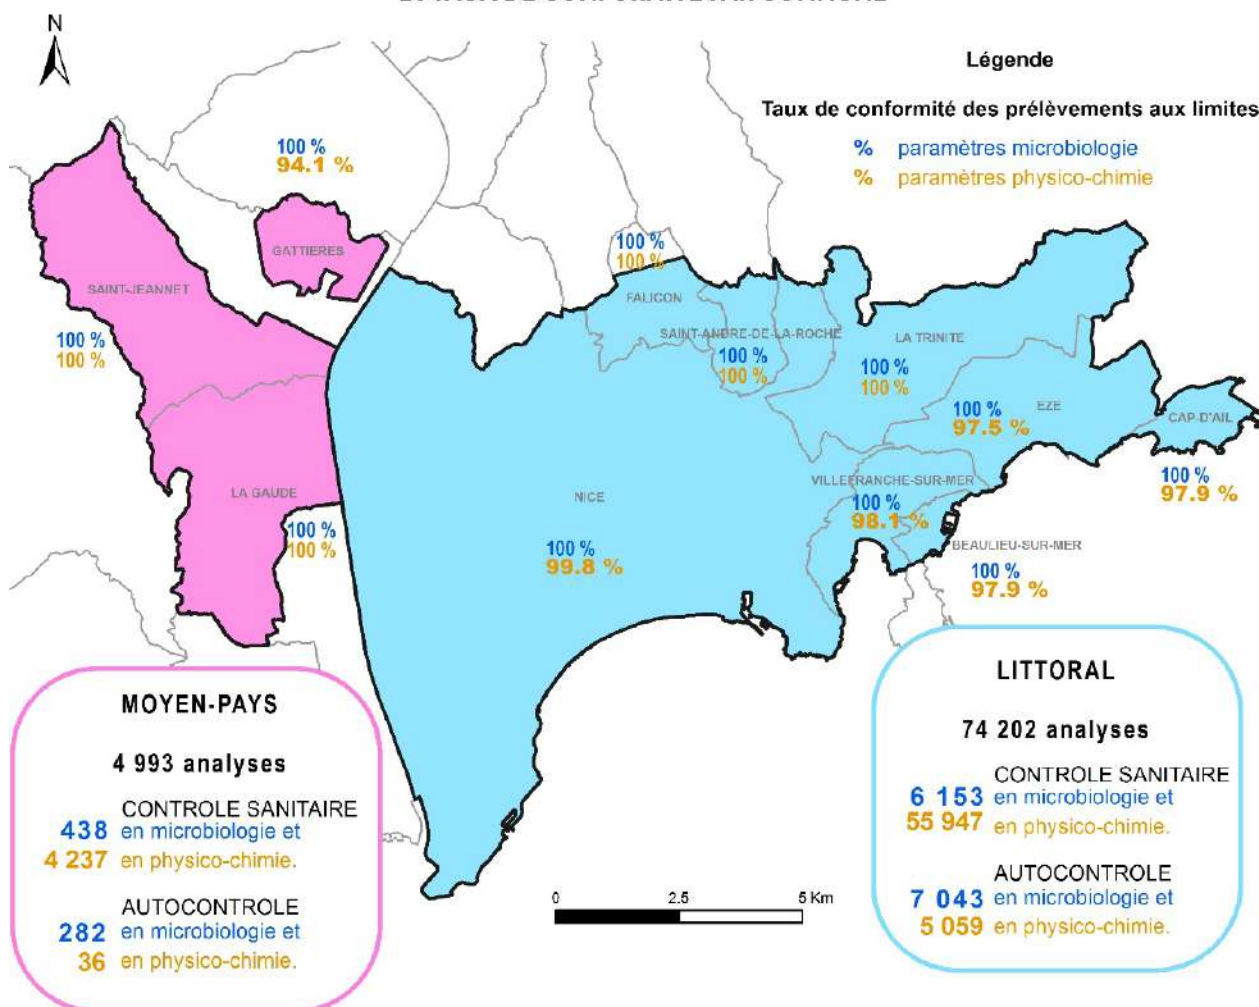 N
Légende
Taux de conformité des prélèvements aux limites
% paramètres microbiologie
% paramètres physico-chimie
100 %
94.1 %
GATTIERES
SAINT-JEANNET
100 %
100 %
100 %
100 %
FALICON
SAINT-ANDRE-DE-LA-ROCHE
100 %
100 %
LA TRINITE
100 %
100 %
EZE
100 %
97.5 %
CAP-D'AIL
100 %
97.9 %
LA GAUDE
100 %
100 %
NICE
100 %
99.8 %
VILLEFRANCHE-SUR-MER
100 %
98.1 %
BEAULIEU-SUR-MER
100 %
97.9 %
MOYEN-PAYS
4 993 analyses
CONTROLE SANITAIRE
438 en microbiologie et
4 237 en physico-chimie.
AUTOCONTROLE
282 en microbiologie et
36 en physico-chimie.
0 2.5 5 Km
LITTORAL
74 202 analyses
CONTROLE SANITAIRE
6 153 en microbiologie et
55 947 en physico-chimie.
AUTOCONTROLE
7 043 en microbiologie et
5 059 en physico-chimie.